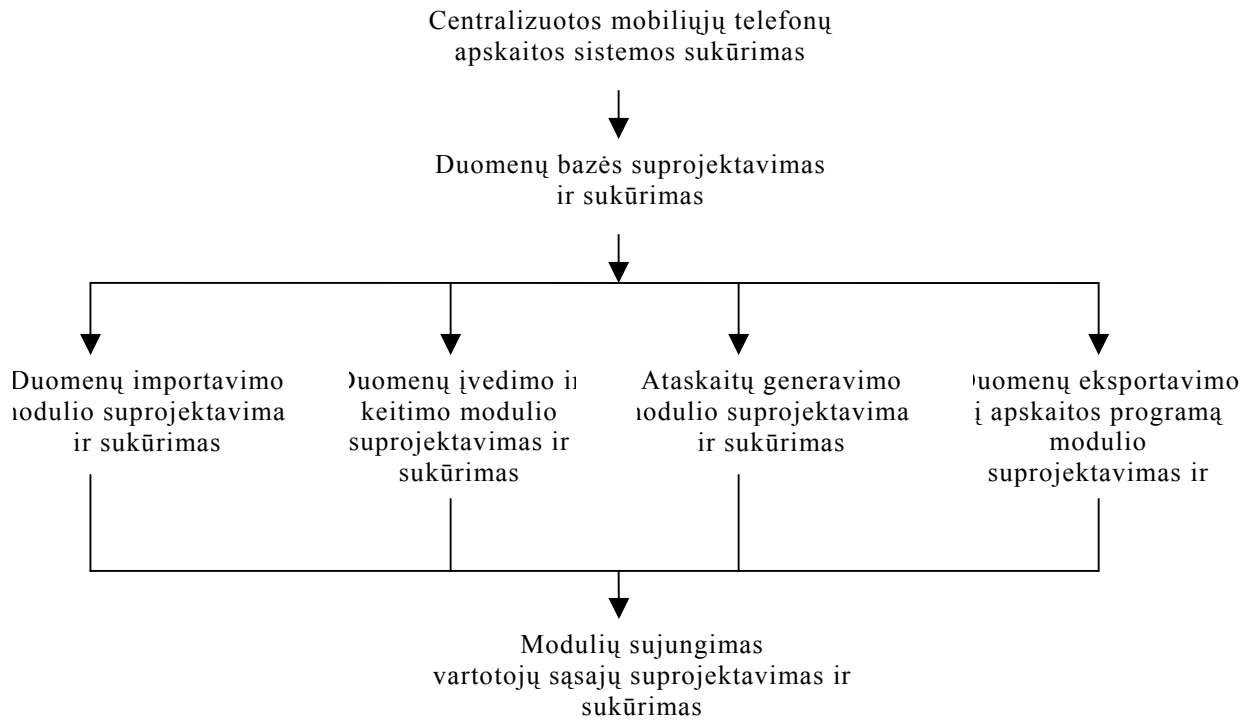 Centralizuotos mobiliųjų telefonų
apskaitos sistemos sukūrimas
Duomenų bazės suprojektavimas
ir sukūrimas
Duomenų importavimo
odulio suprojektavima
ir sukūrimas
uomenų įvedimo ir
keitimo modulio
suprojektavimas ir
sukūrimas
Ataskaitų generavimo
odulio suprojektavima
ir sukūrimas
uomenų eksportavimo
į apskaitos programą
modulio
suprojektavimas ir
Modulių sujungimas
vartotojų sąsajų suprojektavimas ir
sukūrimas